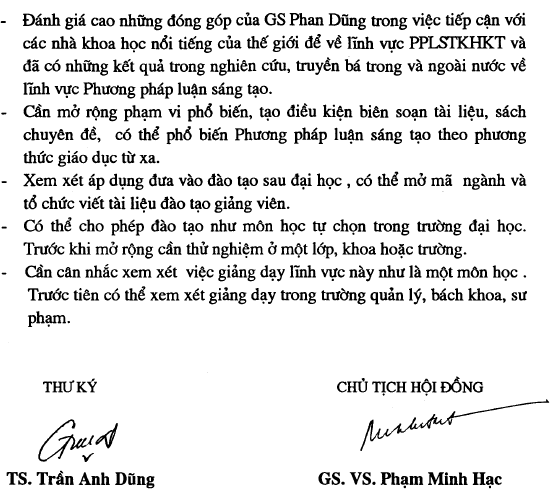 - Đánh giá cao những đóng góp của GS Phan Dũng trong việc tiếp cận với
các nhà khoa học nổi tiếng của thế giới để về lĩnh vực PPLSTKHKT và
đã có những kết quả trong nghiên cứu, truyền bá trong và ngoài nước về
lĩnh vực Phương pháp luận sáng tạo.
- Cần mở rộng phạm vi phổ biến, tạo điều kiện biên soạn tài liệu, sách
chuyên đề, có thể phổ biến Phương pháp luận sáng tạo theo phương
thức giáo dục từ xa.
- Xem xét áp dụng đưa vào đào tạo sau đại học , có thể mở mã ngành và
tổ chức viết tài liệu đào tạo giảng viên.
- Có thể cho phép đào tạo như môn học tự chọn trong trường đại học.
Trước khi mở rộng cần thử nghiệm ở một lớp, khoa hoặc trường.
- Cần cân nhắc xem xét việc giảng dạy lĩnh vực này như là một môn học .
Trước tiên có thể xem xét giảng dạy trong trường quản lý, bách khoa, sư
phạm.
THƯ KÝ CHỦ TỊCH HỘI ĐỒNG
TS. Trần Anh Dũng GS. VS. Phạm Minh Hạc